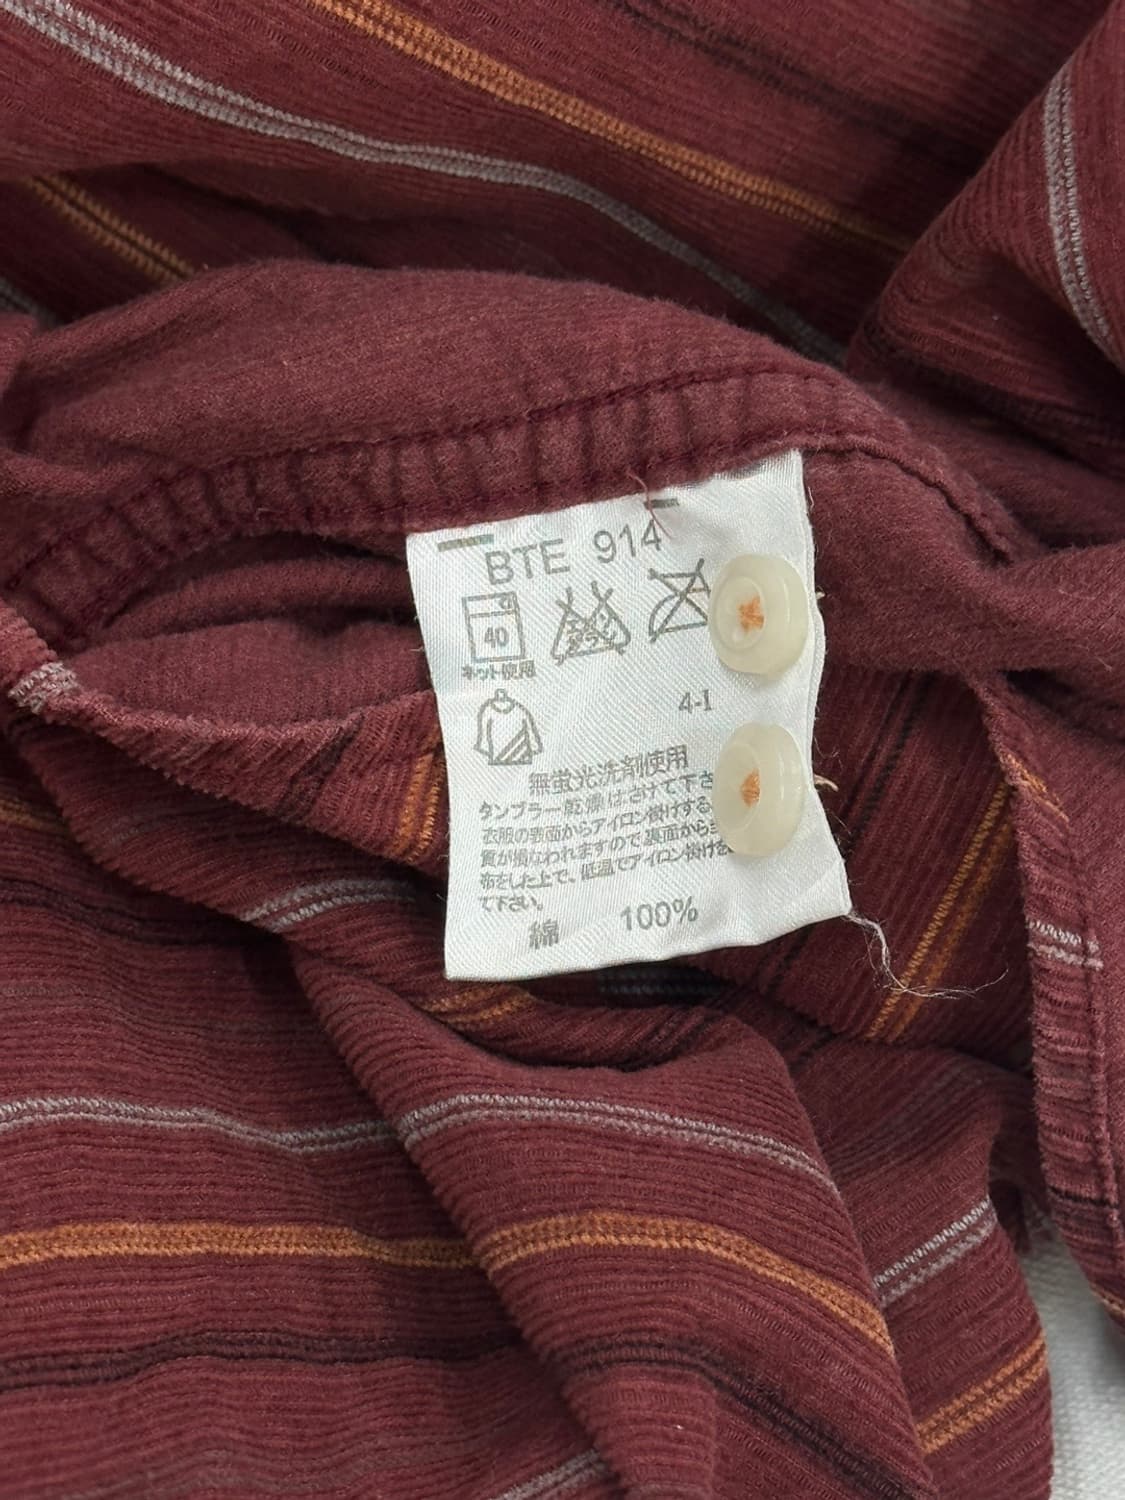 BTE 914
40
ネット使用
4-1
無蛍光洗剤使用
タンブラー乾燥はさけて下さ
衣服の表面からアイロン掛けする
質が損なわれますので裏面から
布をした上で、低温でアイロン掛けを
て下さい。
綿 100%